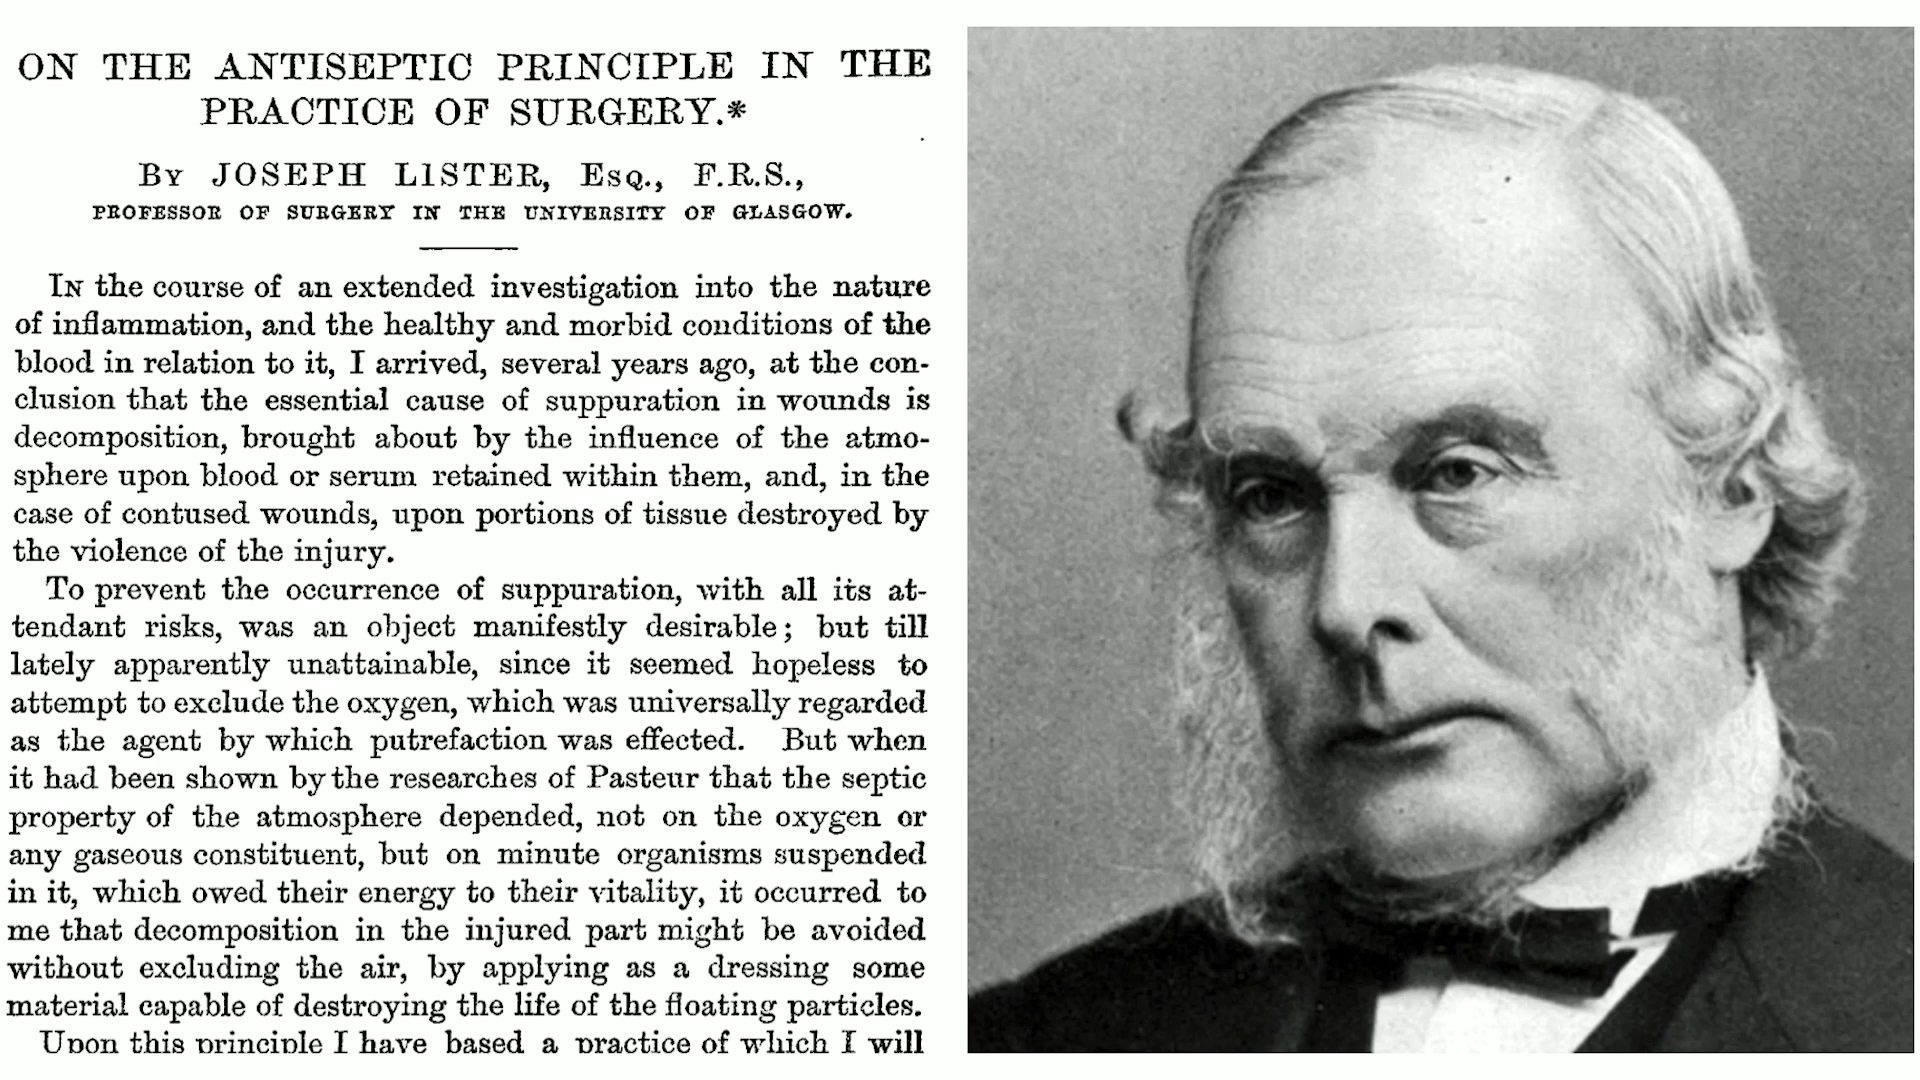 ON THE ANTISEPTIC PRINCIPLE IN THE
PRACTICE OF SURGERY.*
BY JOSEPH LISTER, ESQ., F.R.S.,
PROFESSOR OF SURGERY IN THE UNIVERSITY OF GLASGOW.
IN the course of an extended investigation into the nature
of inflammation, and the healthy and morbid conditions of the
blood in relation to it, I arrived, several years ago, at the con-
clusion that the essential cause of suppuration in wounds is
decomposition, brought about by the influence of the atmo-
sphere upon blood or serum retained within them, and, in the
case of contused wounds, upon portions of tissue destroyed by
the violence of the injury.
To prevent the occurrence of suppuration, with all its at-
tendant risks, was an object manifestly desirable; but till
lately apparently unattainable, since it seemed hopeless to
attempt to exclude the oxygen, which was universally regarded
as the agent by which putrefaction was effected. But when
it had been shown by the researches of Pasteur that the septic
property of the atmosphere depended, not on the oxygen or
any gaseous constituent, but on minute organisms suspended
in it, which owed their energy to their vitality, it occurred to
me that decomposition in the injured part might be avoided
without excluding the air, by applying as a dressing some
material capable of destroying the life of the floating particles.
Upon this principle I have based a practice of which I will